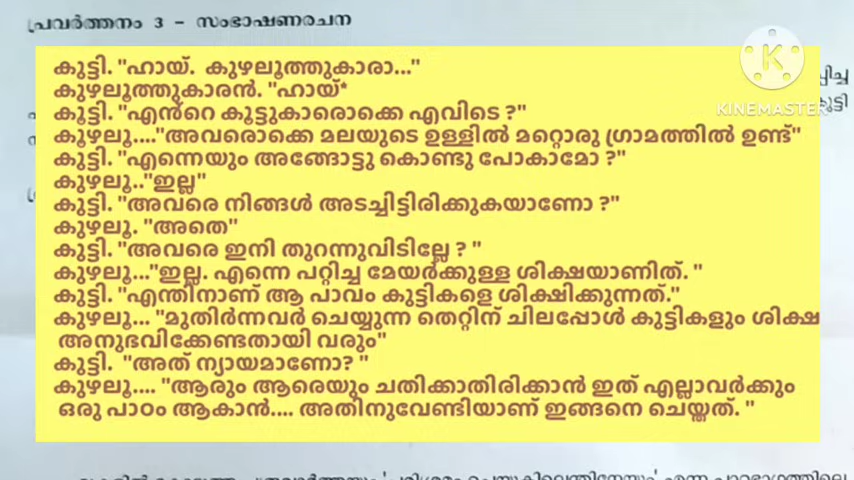 പ്രവർത്തനം 3 - സംഭാഷണരചന
കുട്ടി. "ഹായ്. കുഴലൂത്തുകാരാ..."
കുഴലൂത്തുകാരൻ. "ഹായ്*
കുട്ടി. "എൻ്റെ കൂട്ടുകാരൊക്കെ എവിടെ ?"
കൂഴലൂ...."അവരൊക്കെ മലയുടെ ഉള്ളിൽ മറ്റൊരു ഗ്രാമത്തിൽ ഉണ്ട്"
കുട്ടി. "എന്നെയും അങ്ങോട്ടു കൊണ്ടു പോകാമോ ?"
കുഴലൂ.."ഇല്ല"
കുട്ടി. "അവരെ നിങ്ങൾ അടച്ചിട്ടിരിക്കുകയാണോ ?"
കുഴലൂ. "അതെ"
കുട്ടി. "അവരെ ഇനി തുറന്നുവിടില്ലേ ? "
കുഴലൂ..."ഇല്ല. എന്നെ പറ്റിച്ച മേയർക്കുള്ള ശിക്ഷയാണിത്. "
കുട്ടി. "എന്തിനാണ് ആ പാവം കുട്ടികളെ ശിക്ഷിക്കുന്നത്."
കുഴലൂ... "മുതിർന്നവർ ചെയ്യുന്ന തെറ്റിന് ചിലപ്പോൾ കുട്ടികളും ശിക്ഷ
അനുഭവിക്കേണ്ടതായി വരും"
കുട്ടി. "അത് ന്യായമാണോ? "
കുഴലൂ.... "ആരും ആരെയും ചതിക്കാതിരിക്കാൻ ഇത് എല്ലാവർക്കും
ഒരു പാഠം ആകാൻ.... അതിനുവേണ്ടിയാണ് ഇങ്ങനെ ചെയ്തത്. "
KINEMASTER